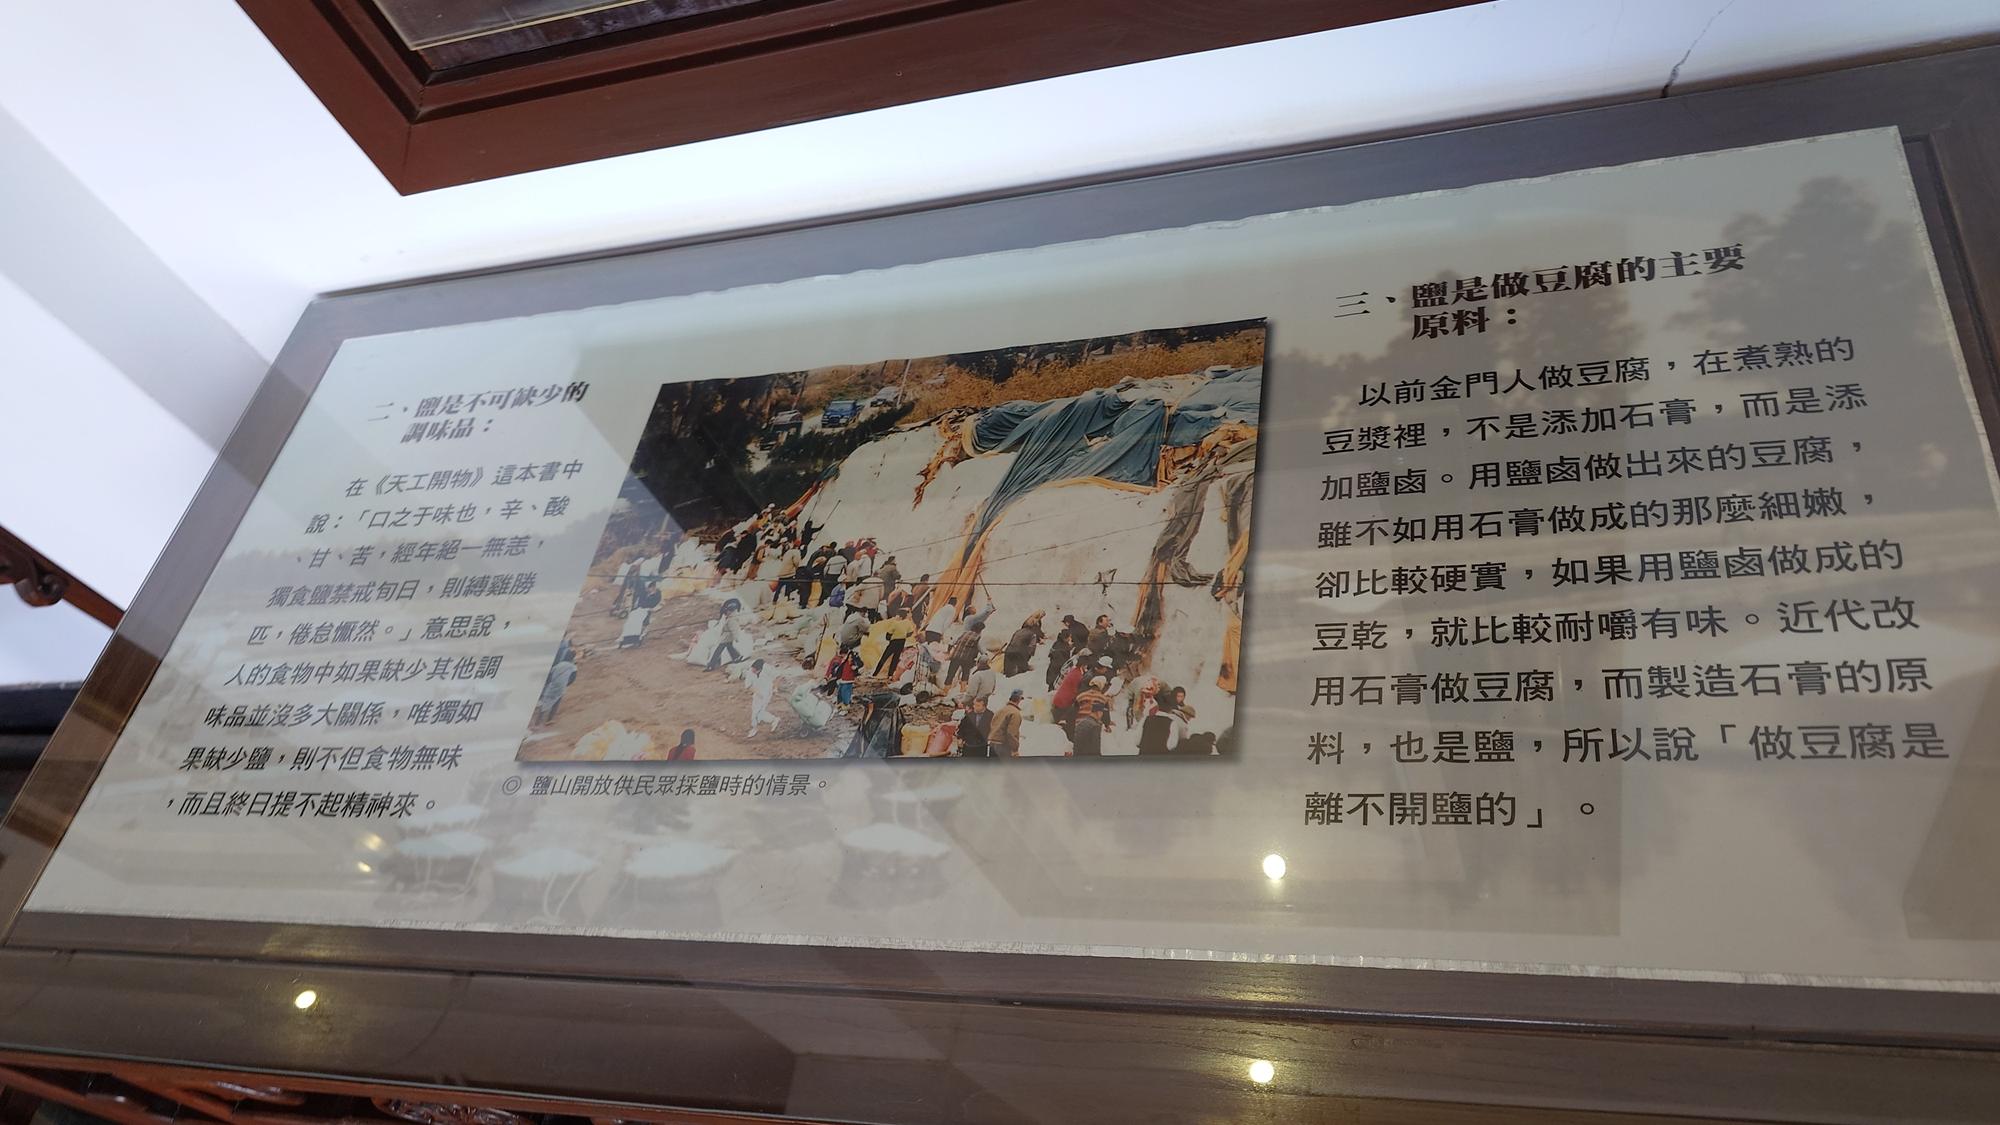 二、鹽是不可缺少的
調味品：
在《天工開物》這本書中
說：「口之于味也，辛、酸
、甘、苦，經年絕一無恙，
獨食鹽禁戒旬日，則縛雞勝
匹，倦怠懨然。」意思說，
人的食物中如果缺少其他調
味品並沒多大關係，唯獨如
果缺少鹽，則不但食物無味
，而且終日提不起精神來。
◎ 鹽山開放供民眾採鹽時的情景。
三、鹽是做豆腐的主要
原料：
以前金門人做豆腐，在煮熟的
豆漿裡，不是添加石膏，而是添
加鹽鹵。用鹽鹵做出來的豆腐，
雖不如用石膏做成的那麼細嫩，
卻比較硬實，如果用鹽鹵做成的
豆乾，就比較耐嚼有味。近代改
用石膏做豆腐，而製造石膏的原
料，也是鹽，所以說「做豆腐是
離不開鹽的」。